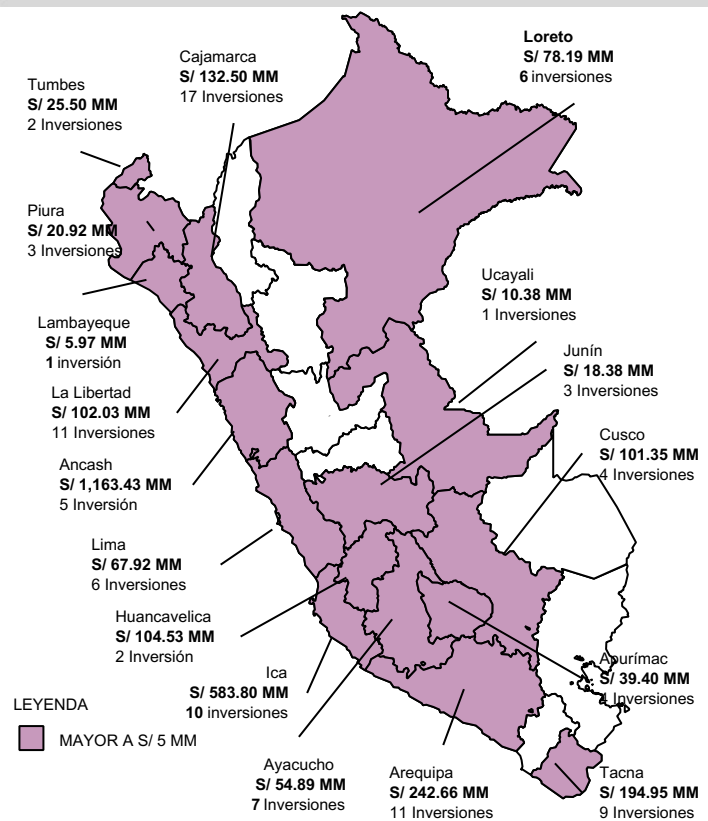 Loreto
S/ 78.19 MM
6 inversiones
Cajamarca
S/ 132.50 MM
17 Inversiones
Tumbes
S/ 25.50 MM
2 Inversiones
Piura
S/ 20.92 MM
3 Inversiones
Ucayali
S/ 10.38 MM
1 Inversiones
Lambayeque
S/ 5.97 MM
1 inversión
Junín
S/ 18.38 MM
3 Inversiones
La Libertad
S/ 102.03 MM
11 Inversiones
Cusco
S/ 101.35 MM
4 Inversiones
Ancash
S/ 1,163.43 MM
5 Inversión
Lima
S/ 67.92 MM
6 Inversiones
Huancavelica
S/ 104.53 MM
2 Inversión
Apurímac
S/ 39.40 MM
4 Inversiones
Ica
S/ 583.80 MM
10 inversiones
LEYENDA
MAYOR A S/ 5 MM
Ayacucho
S/ 54.89 MM
7 Inversiones
Arequipa
S/ 242.66 MM
11 Inversiones
Tacna
S/ 194.95 MM
9 Inversiones